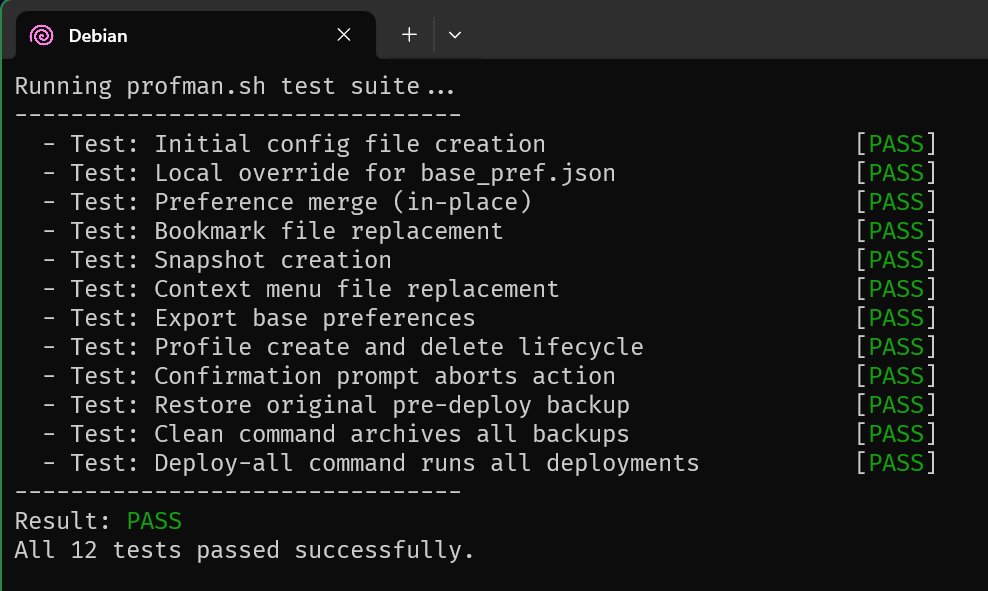 Debian
Running profman.sh test suite...
--------------------------------
- Test: Initial config file creation [PASS]
- Test: Local override for base_pref.json [PASS]
- Test: Preference merge (in-place) [PASS]
- Test: Bookmark file replacement [PASS]
- Test: Snapshot creation [PASS]
- Test: Context menu file replacement [PASS]
- Test: Export base preferences [PASS]
- Test: Profile create and delete lifecycle [PASS]
- Test: Confirmation prompt aborts action [PASS]
- Test: Restore original pre-deploy backup [PASS]
- Test: Clean command archives all backups [PASS]
- Test: Deploy-all command runs all deployments [PASS]
--------------------------------
Result: PASS
All 12 tests passed successfully.